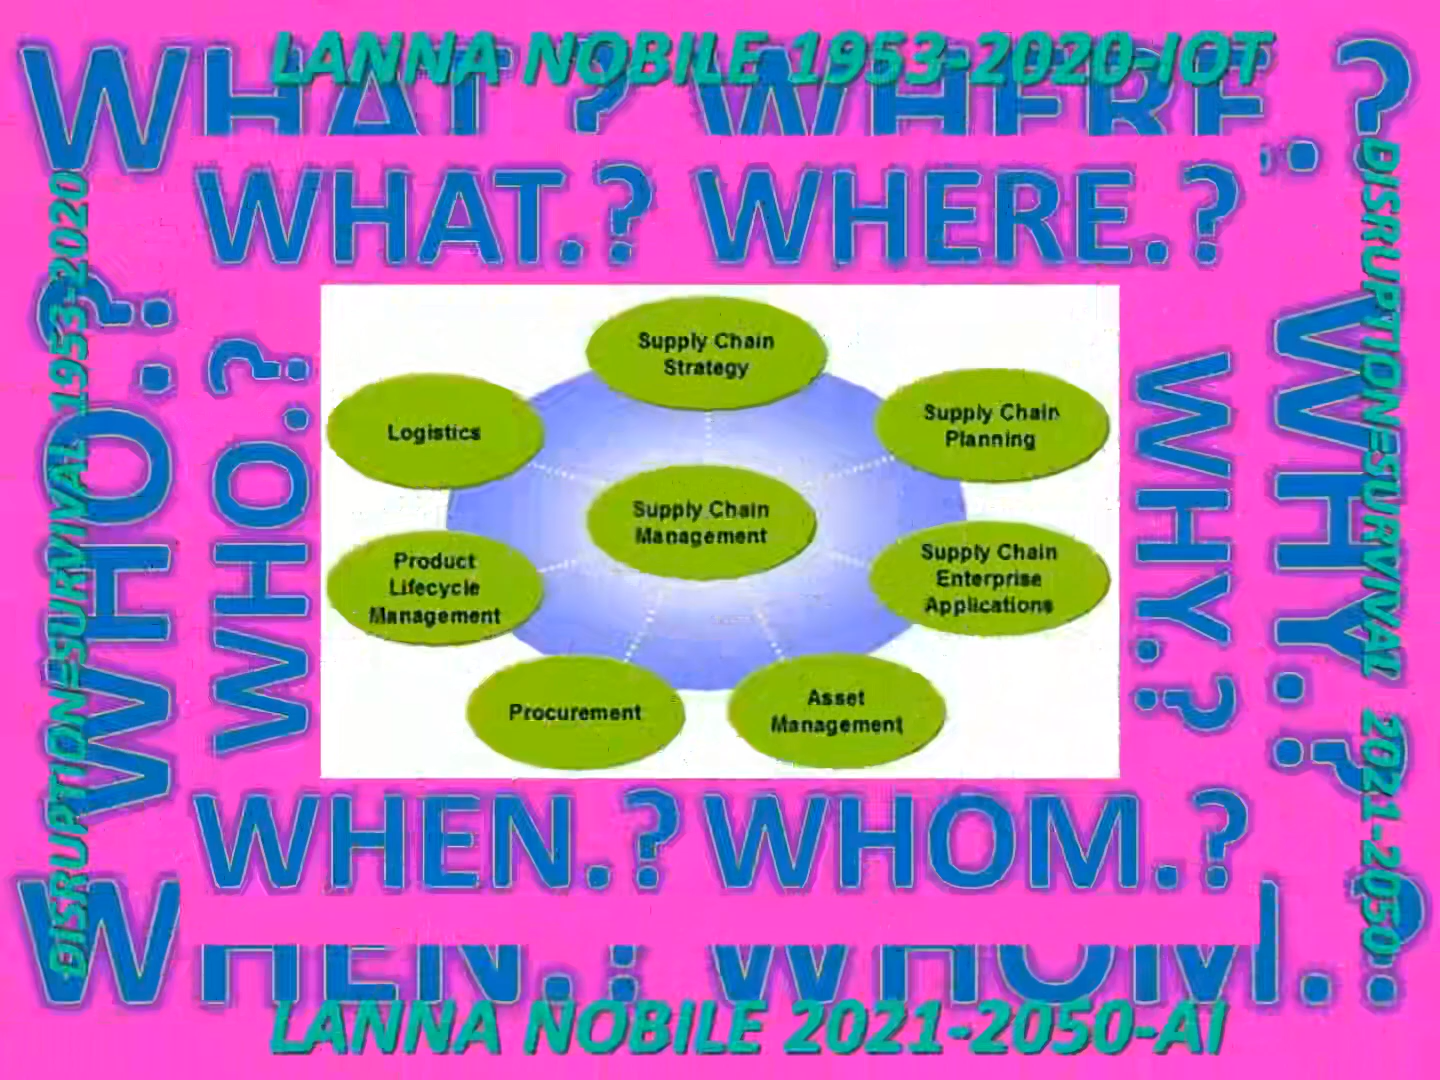 LANNA NOBILE 1953-2020-IOT
WHAT.? WHERE.?
WHAT.? WHERE.?
DISRUPTION=SURVIVAL 1953-2020
WHO.?
WHO.?
Supply Chain
Strategy
Logistics
Supply Chain
Planning
Supply Chain
Management
Product
Lifecycle
Management
Supply Chain
Enterprise
Applications
Procurement
Asset
Management
WHY.?
WHY.?
DISRUPTION=SURVIVAL 2021-2050
WHEN.? WHOM.?
WHEN.? WHOM.?
LANNA NOBILE 2021-2050-AI